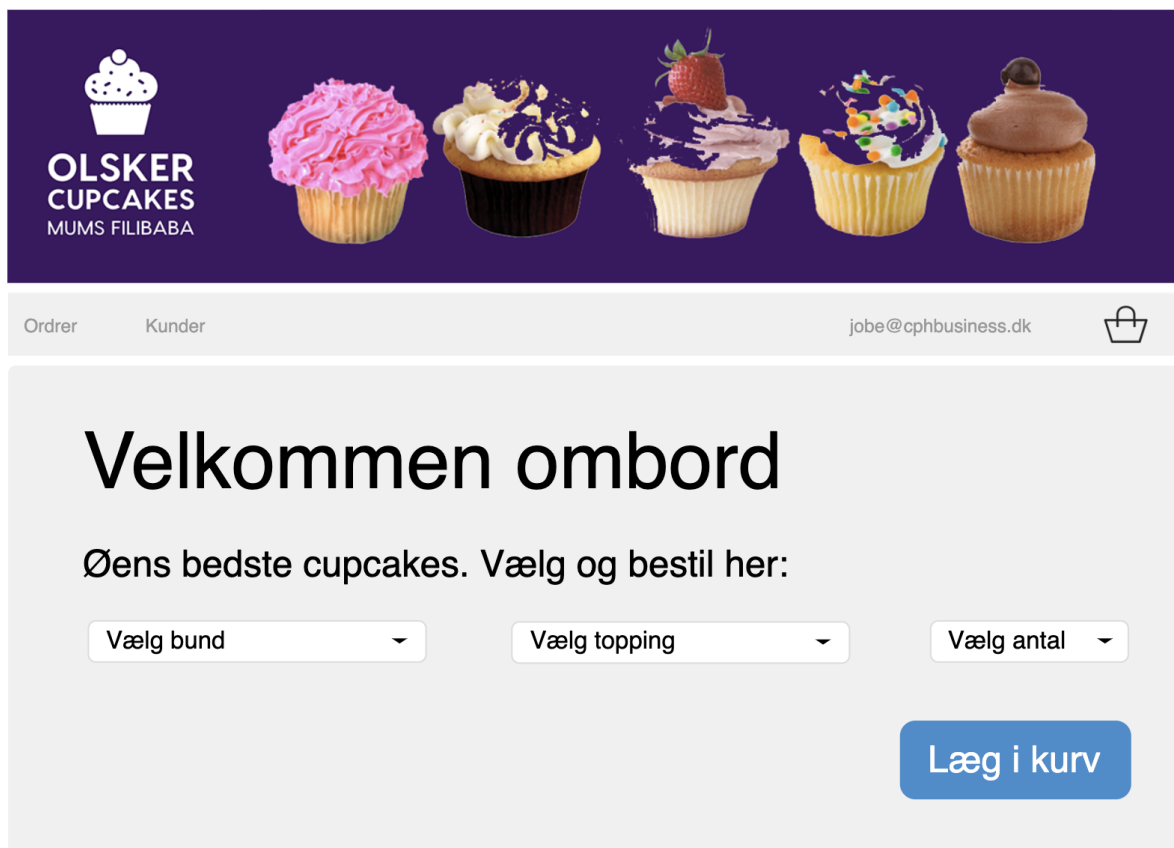 OLSKER
CUPCAKES
MUMS FILIBABA
Ordrer Kunder jobe@cphbusiness.dk
Velkommen ombord
Øens bedste cupcakes. Vælg og bestil her:
Vælg bund Vælg topping Vælg antal
Læg i kurv